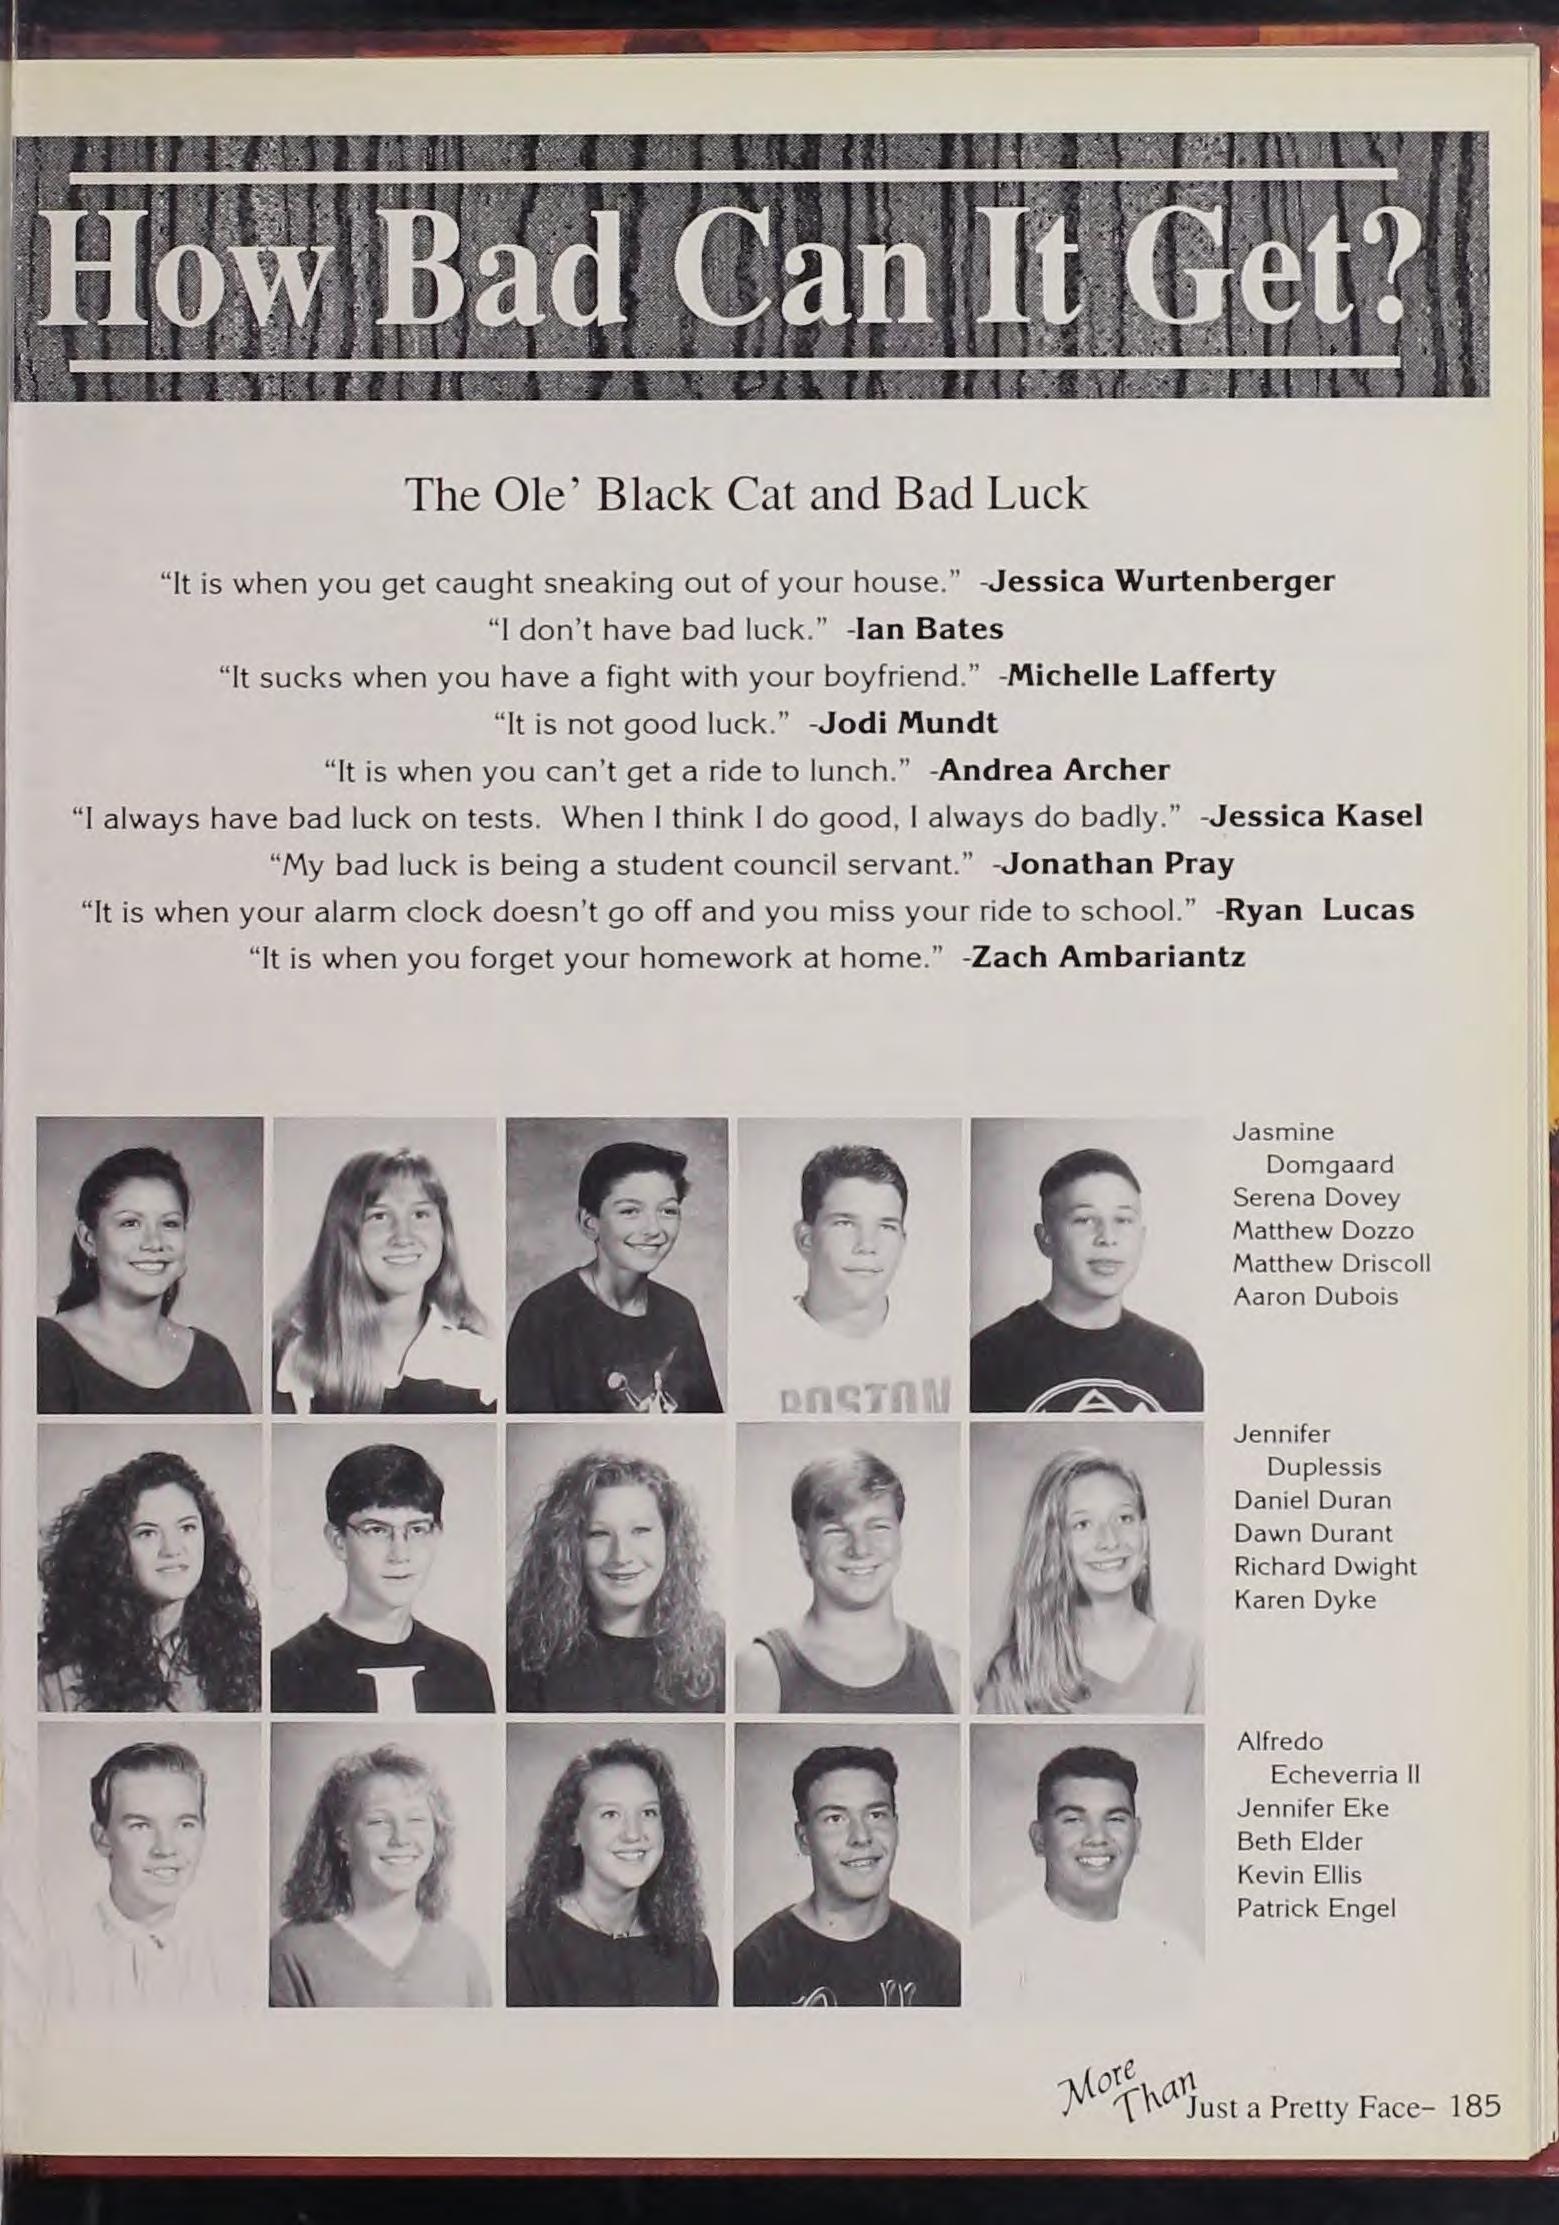 How Bad Can It Get?
The Ole’ Black Cat and Bad Luck
“It is when you get caught sneaking out of your house.” -Jessica Wurtenberger
“I don’t have bad luck.” -Ian Bates
“It sucks when you have a fight with your boyfriend.” -Michelle Lafferty
“It is not good luck.” -Jodi Mundt
“It is when you can’t get a ride to lunch.” -Andrea Archer
“I always have bad luck on tests. When I think I do good, I always do badly.” -Jessica Kasel
“My bad luck is being a student council servant.” -Jonathan Pray
“It is when your alarm clock doesn’t go off and you miss your ride to school.” -Ryan Lucas
“It is when you forget your homework at home.” -Zach Ambariantz
BOSTON
Jasmine
Domgaard
Serena Dovey
Matthew Dozzo
Matthew Driscoll
Aaron Dubois
Jennifer
Duplessis
Daniel Duran
Dawn Durant
Richard Dwight
Karen Dyke
Alfredo
Echeverria II
Jennifer Eke
Beth Elder
Kevin Ellis
Patrick Engel
More
Than
Just a Pretty Face– 185